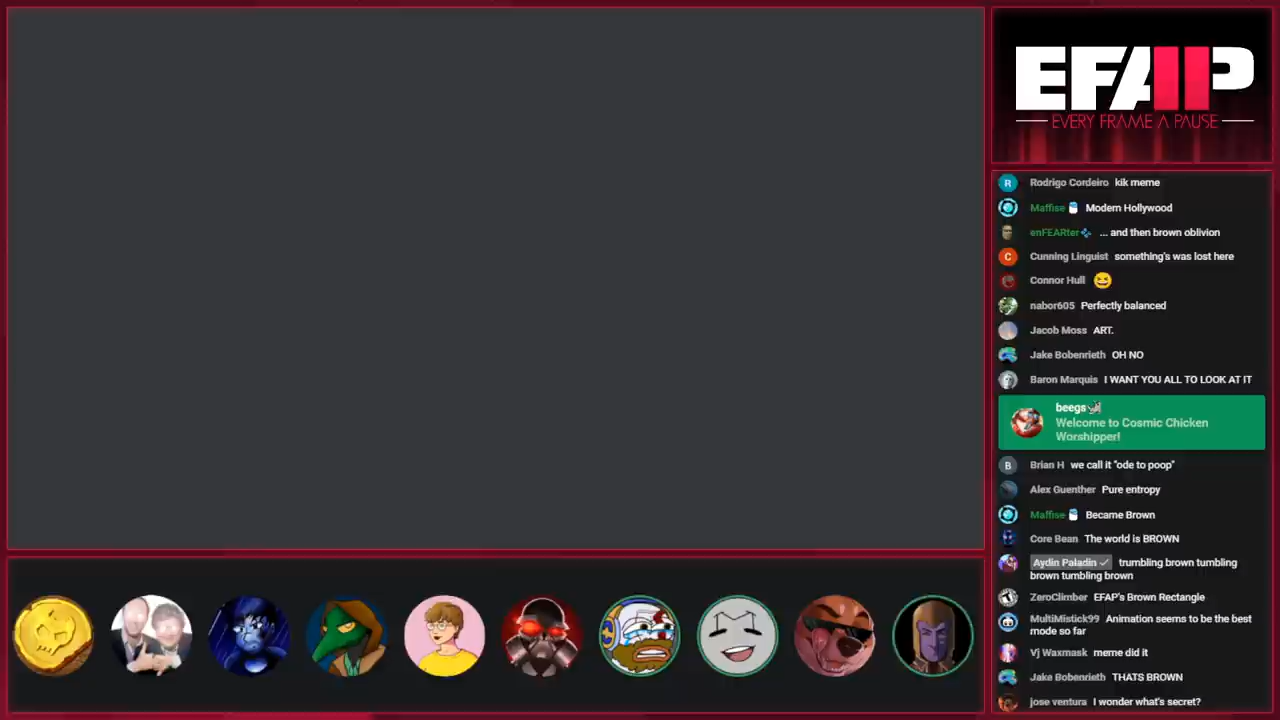 EFAP
EVERY FRAME A PAUSE
Rodrigo Cordeiro kik meme
Maffise Modern Hollywood
enFEARter ... and then brown oblivion
Cunning Linguist something's was lost here
Connor Hull
nabor605 Perfectly balanced
Jacob Moss ART.
Jake Bobenrieth OH NO
Baron Marquis I WANT YOU ALL TO LOOK AT IT
beegs
Welcome to Cosmic Chicken
Worshipper!
Brian H we call it "ode to poop"
Alex Guenther Pure entropy
Maffise Became Brown
Core Bean The world is BROWN
Aydin Paladin ✓ trumbling brown tumbling
brown tumbling brown
ZeroClimber EFAP's Brown Rectangle
MultiMistick99 Animation seems to be the best
mode so far
Vj Waxmask meme did it
Jake Bobenrieth THATS BROWN
jose ventura I wonder what's secret?